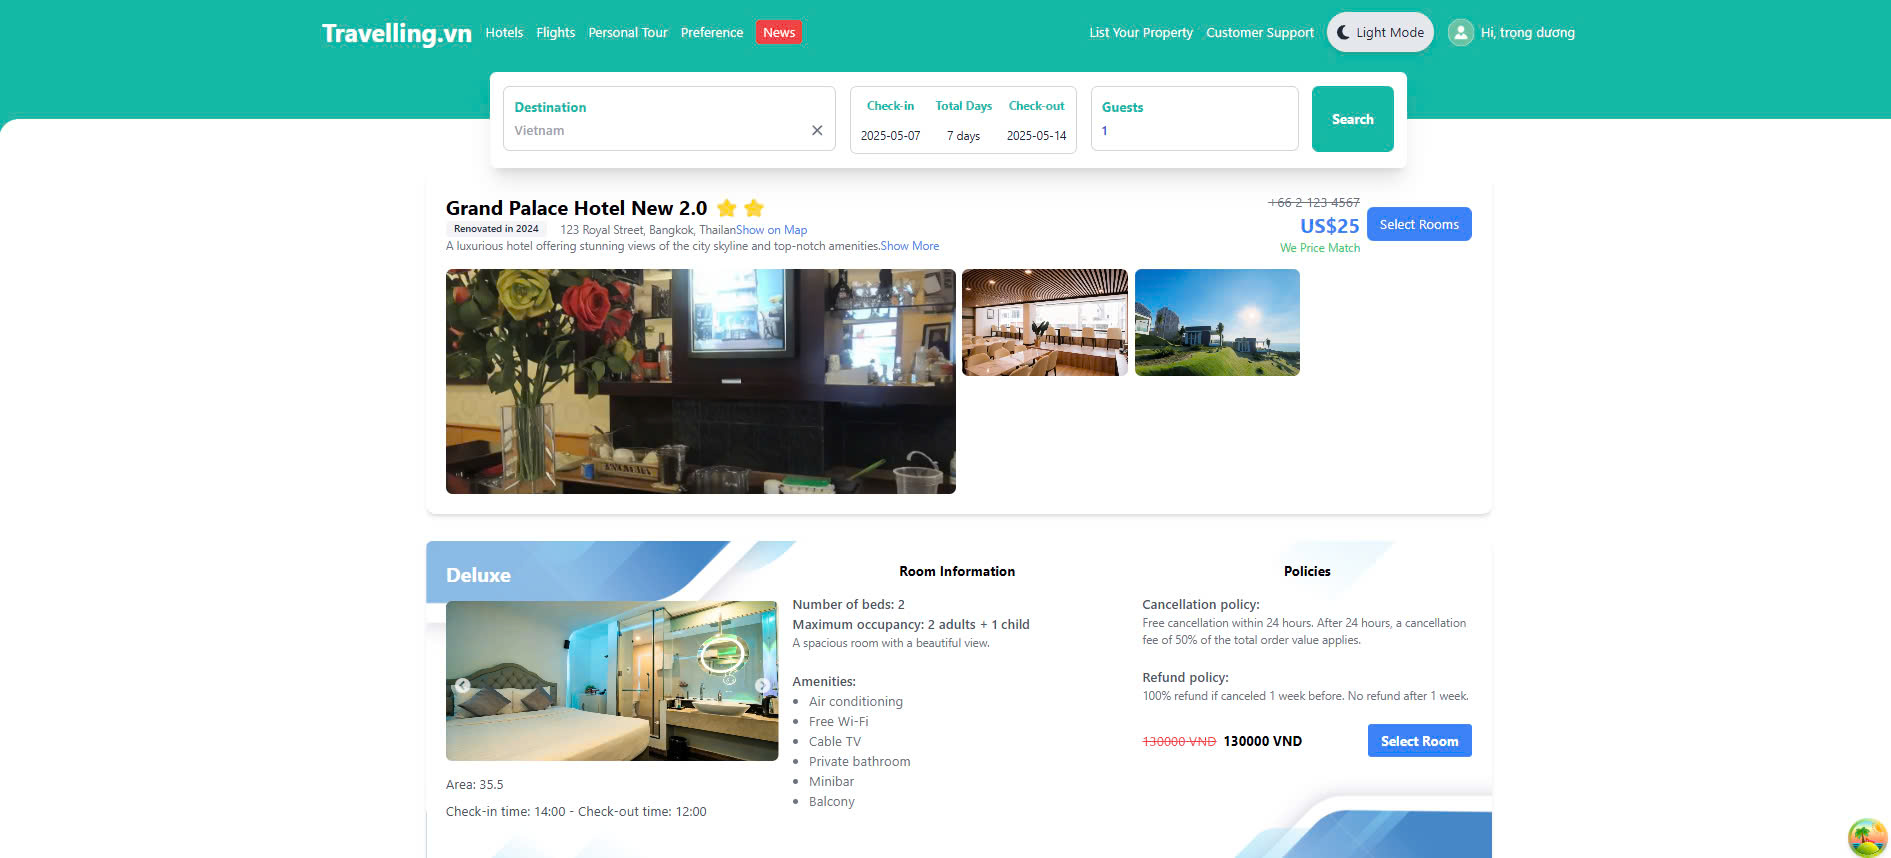 Travelling.vn Hotels Flights Personal Tour Preference News List Your Property Customer Support Light Mode Hi, trọng dương
Destination
Vietnam
Check-in Total Days Check-out
2025-05-07 7 days 2025-05-14
Guests
1
Search
Grand Palace Hotel New 2.0
Renovated in 2024 123 Royal Street, Bangkok, ThailanShow on Map
A luxurious hotel offering stunning views of the city skyline and top-notch amenities.Show More
+66 2 123 4567
US$25
We Price Match
Select Rooms
Deluxe
Area: 35.5
Check-in time: 14:00 - Check-out time: 12:00
Room Information
Number of beds: 2
Maximum occupancy: 2 adults + 1 child
A spacious room with a beautiful view.
Amenities:
Air conditioning
Free Wi-Fi
Cable TV
Private bathroom
Minibar
Balcony
Policies
Cancellation policy:
Free cancellation within 24 hours. After 24 hours, a cancellation
fee of 50% of the total order value applies.
Refund policy:
100% refund if canceled 1 week before. No refund after 1 week.
130000 VND 130000 VND
Select Room